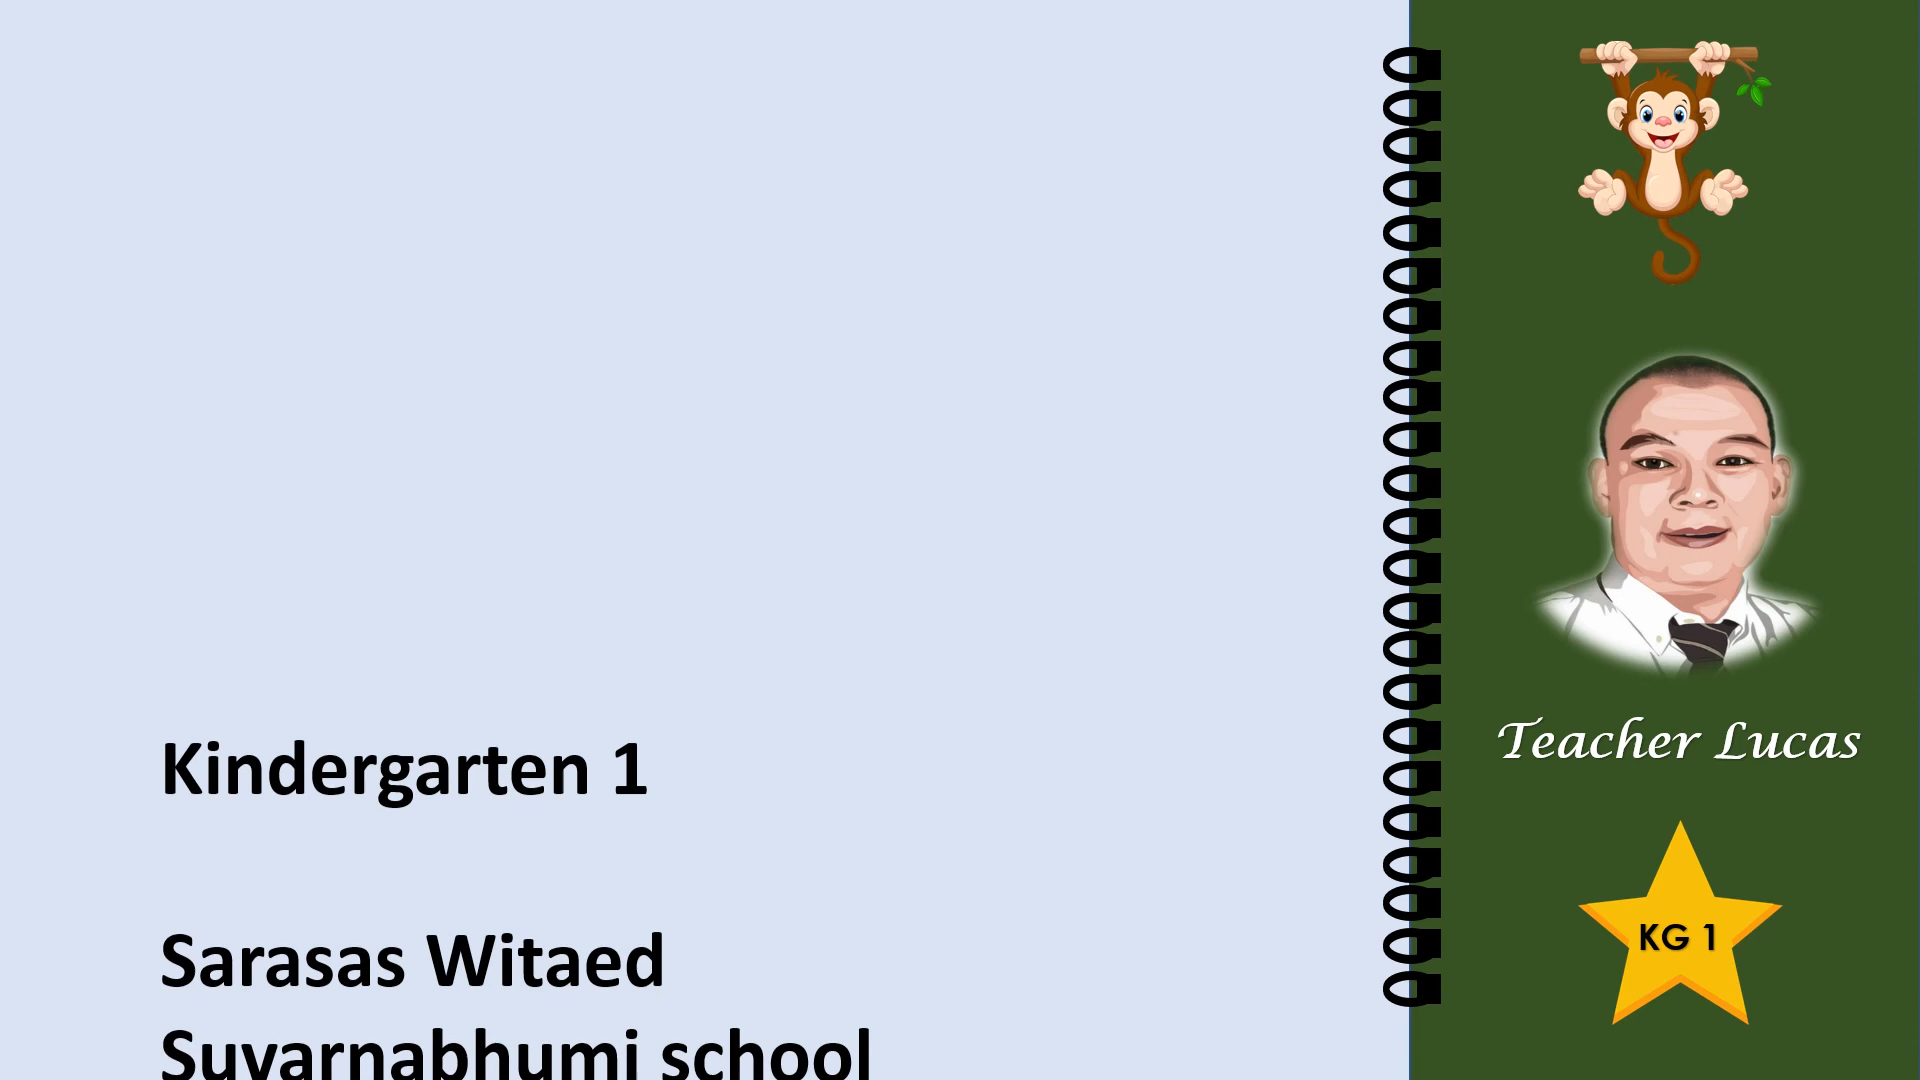 Kindergarten 1
Sarasas Witaed
Suvarnabhumi school
Teacher Lucas
KG 1